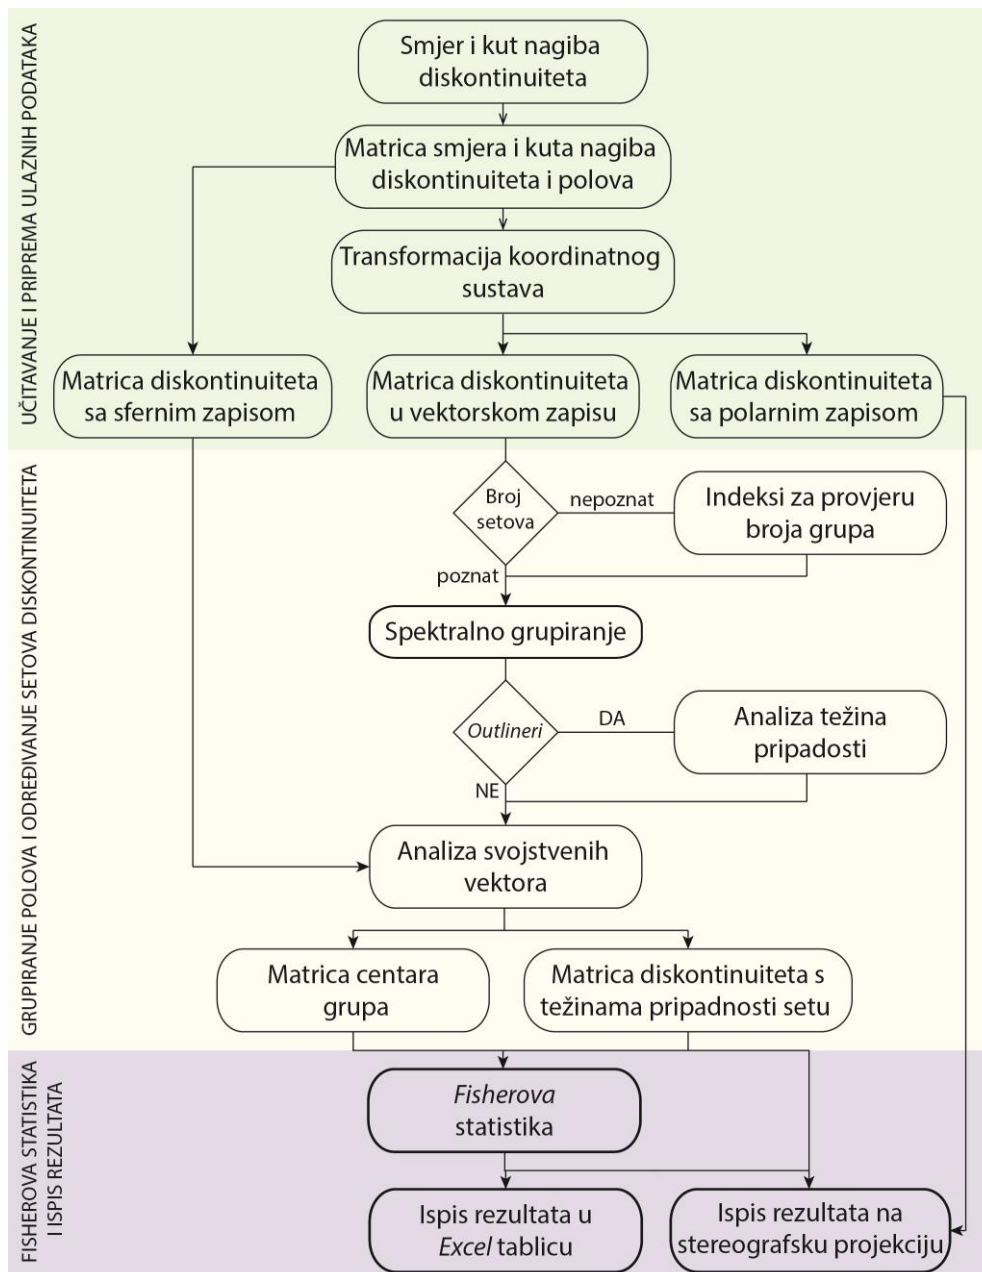 UČITAVANJE I PRIPREMA ULAZNIH PODATAKA
Smjer i kut nagiba
diskontinuiteta
Matrica smjera i kuta nagiba
diskontinuiteta i polova
Transformacija koordinatnog
sustava
Matrica diskontinuiteta
sa sfernim zapisom
Matrica diskontinuiteta
u vektorskom zapisu
Matrica diskontinuiteta
sa polarnim zapisom
GRUPIRANJE POLOVA I ODREĐIVANJE SETOVA DISKONTINUITETA
Broj
setova
nepoznat
Indeksi za provjeru
broja grupa
poznat
Spektralno grupiranje
Outlineri
DA
Analiza težina
pripadosti
NE
Analiza svojstvenih
vektora
Matrica centara
grupa
Matrica diskontinuiteta s
težinama pripadnosti setu
FISHEROVA STATISTIKA
I ISPIS REZULTATA
Fisherova
statistika
Ispis rezultata u
Excel tablicu
Ispis rezultata na
stereografsku projekciju